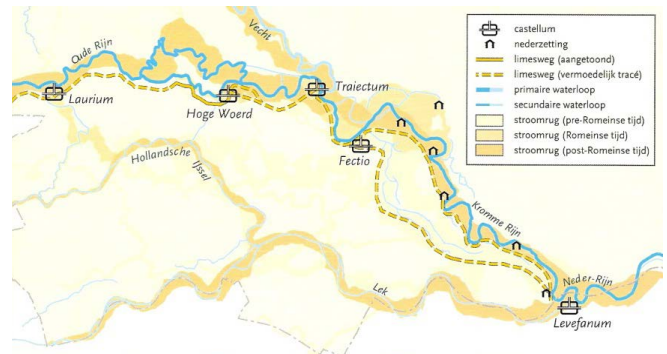 castellum
nederzetting
limesweg (aangetoond)
limesweg (vermoedelijk tracé)
primaire waterloop
secundaire waterloop
stroomrug (pre-Romeinse tijd)
stroomrug (Romeinse tijd)
stroomrug (post-Romeinse tijd)
Oude Rijn
Vecht
Laurium
Hoge Woerd
Traiectum
Fectio
Hollandsche
IJssel
Kromme Rijn
Lek
Neder-Rijn
Levefanum